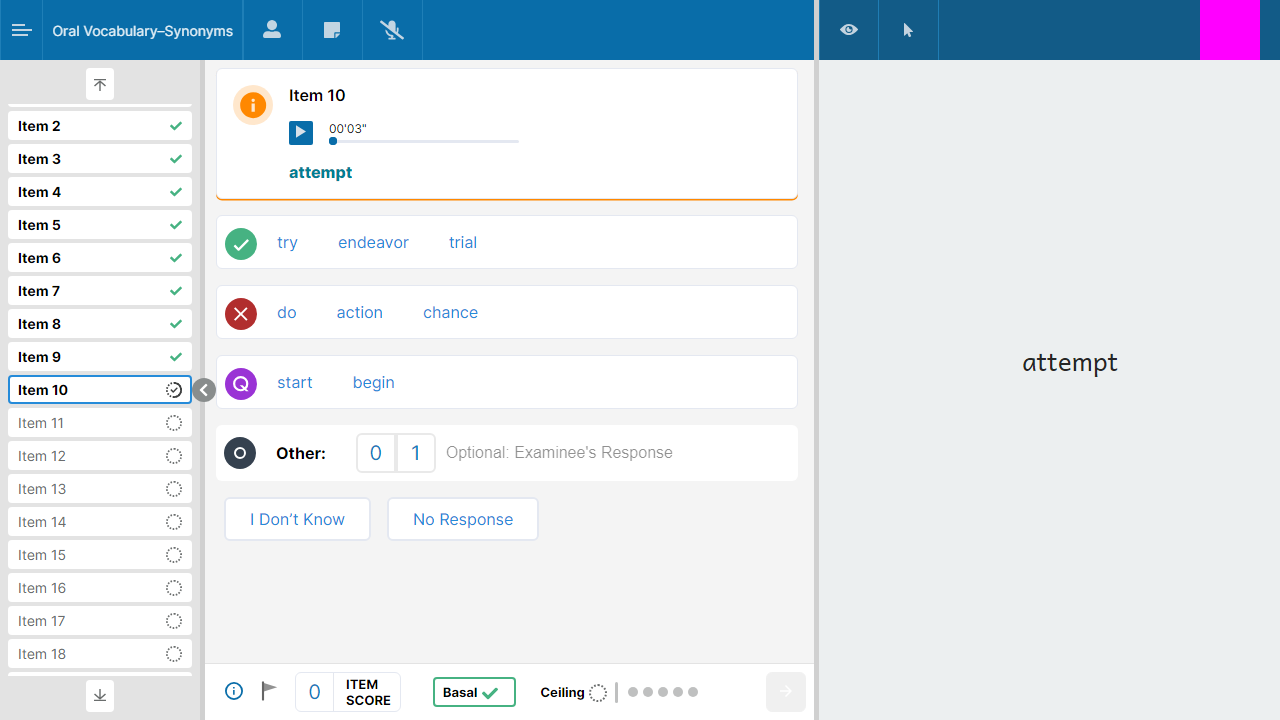 Oral Vocabulary–Synonyms
Item 2
Item 3
Item 4
Item 5
Item 6
Item 7
Item 8
Item 9
Item 10
Item 11
Item 12
Item 13
Item 14
Item 15
Item 16
Item 17
Item 18
Item 10
00'03"
attempt
try endeavor trial
do action chance
Q start begin
Other: 0 1 Optional: Examinee's Response
I Don’t Know No Response
0 ITEM SCORE Basal Ceiling
attempt